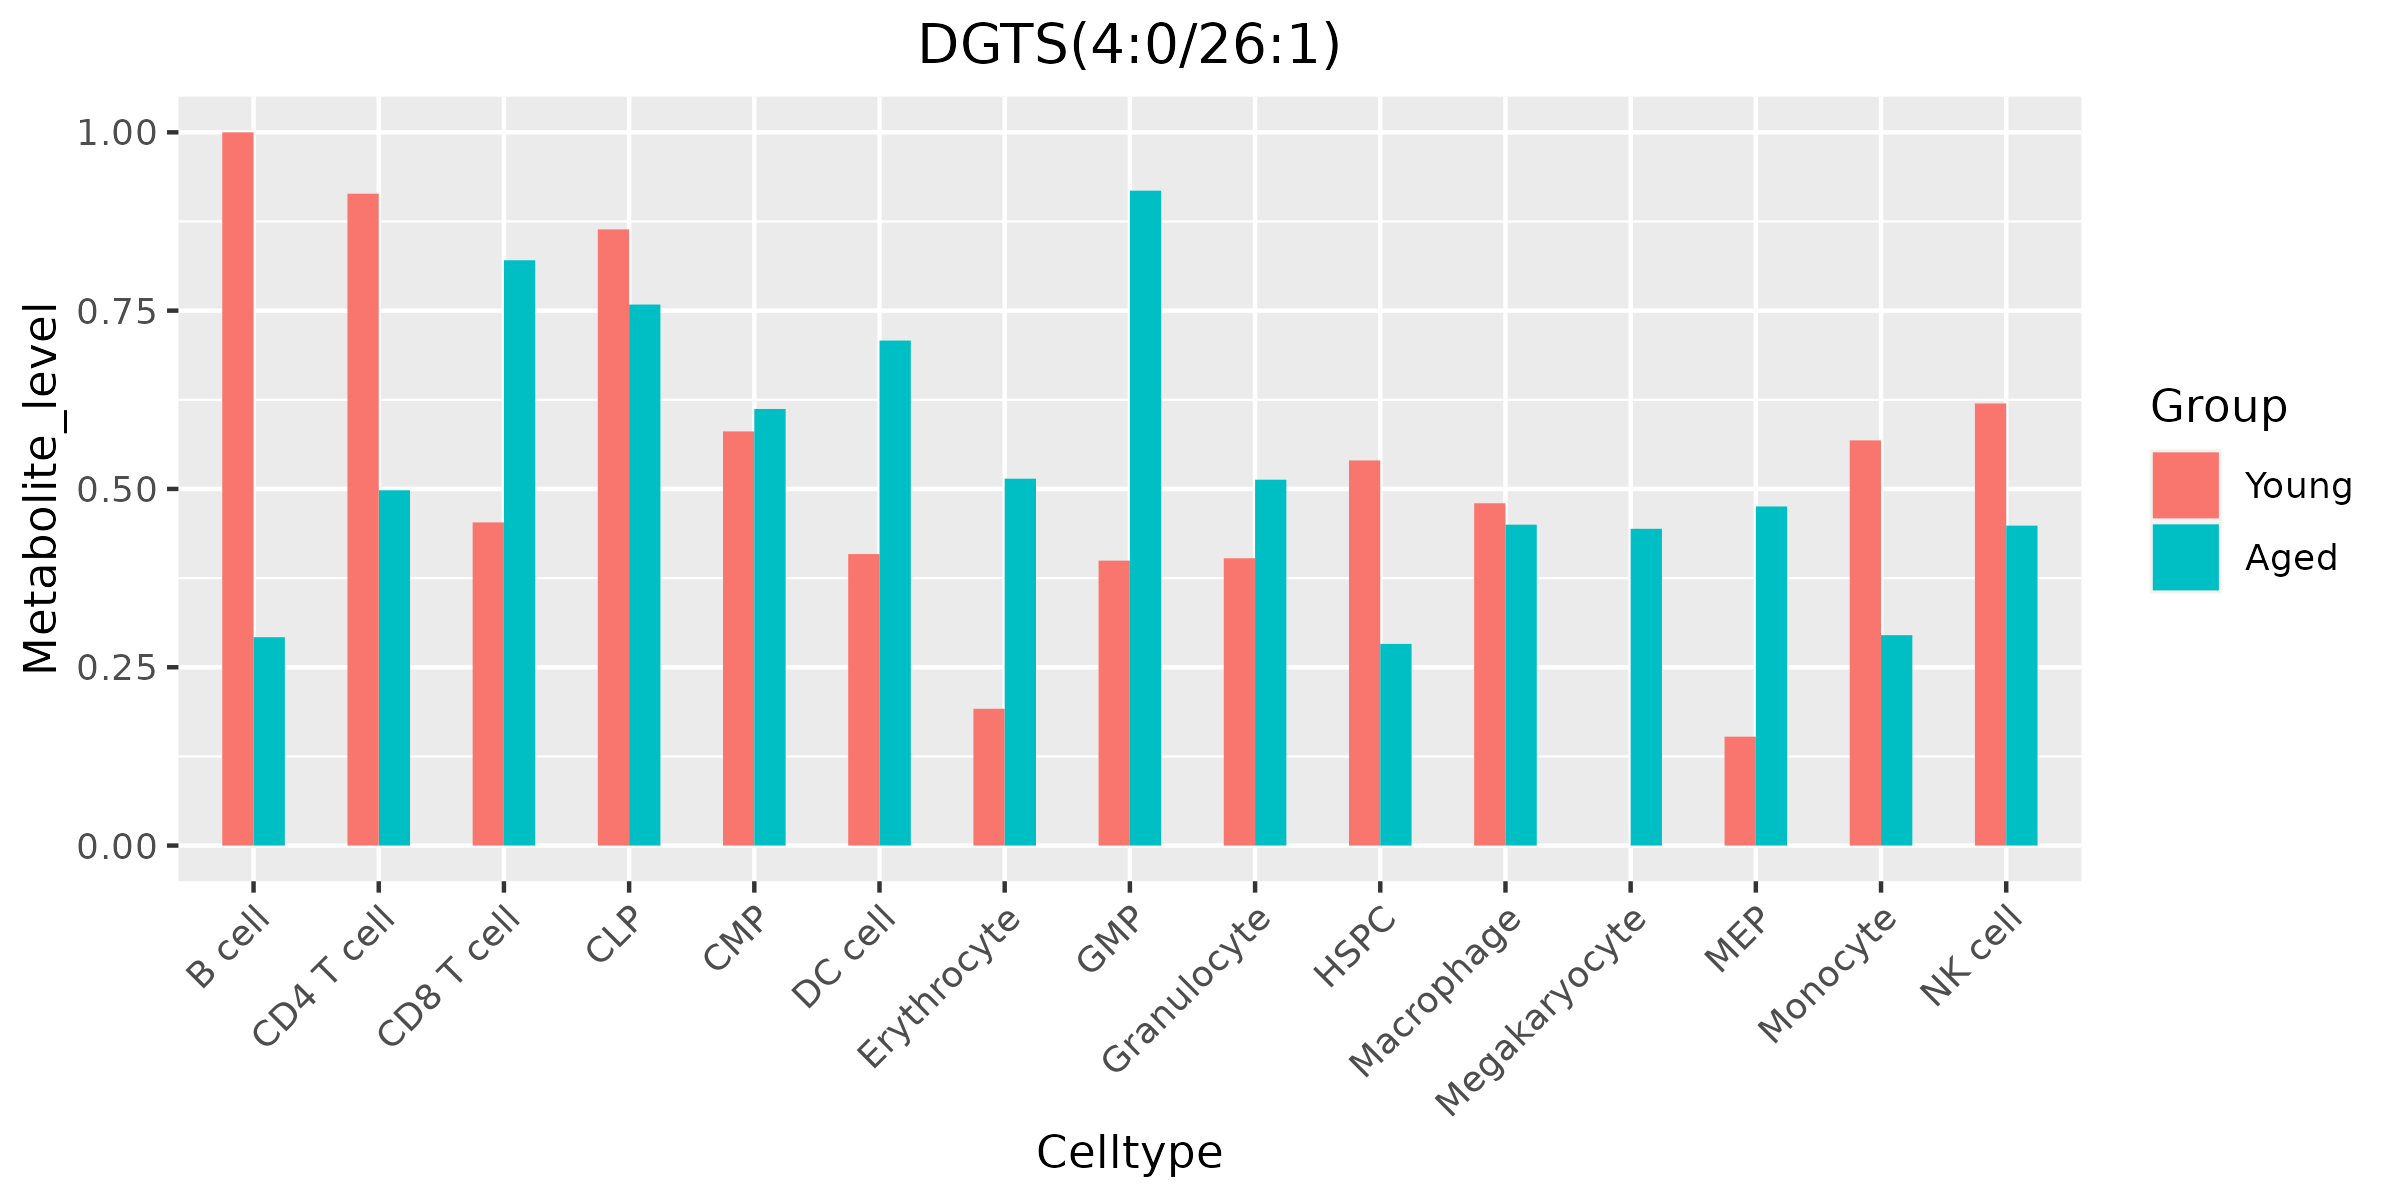 DGTS(4:0/26:1)
Metabolite_level
1.00
0.75
0.50
0.25
0.00
B cell
CD4 T cell
CD8 T cell
CLP
CMP
DC cell
Erythrocyte
GMP
Granulocyte
HSPC
Macrophage
Megakaryocyte
MEP
Monocyte
NK cell
Celltype
Group
Young
Aged